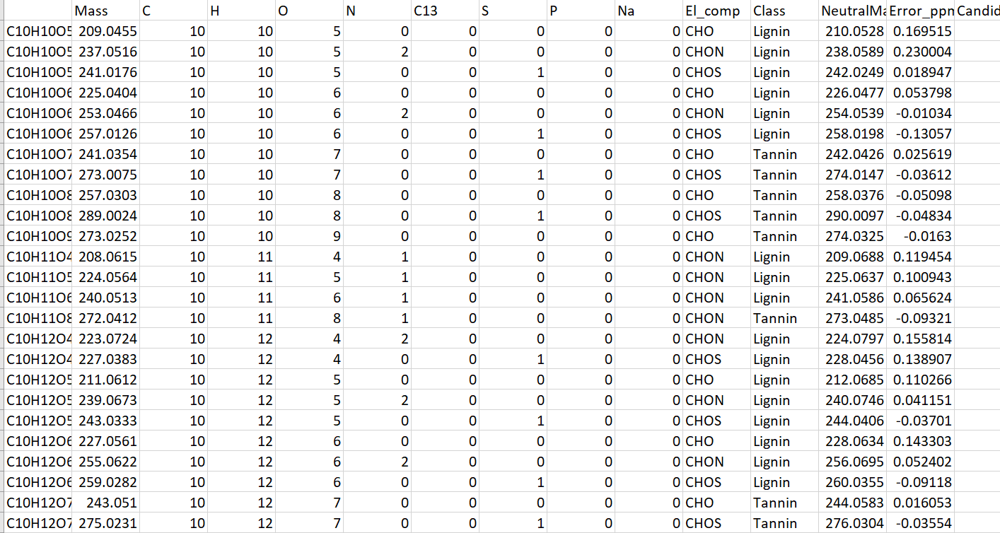 Mass C H O N C13 S P Na El_comp Class NeutralMa Error_ppm Candid
C10H10O5 209.0455 10 10 5 0 0 0 0 0 CHO Lignin 210.0528 0.169515
C10H10O5 237.0516 10 10 5 2 0 0 0 0 CHON Lignin 238.0589 0.230004
C10H10O5 241.0176 10 10 5 0 0 1 0 0 CHOS Lignin 242.0249 0.018947
C10H10O6 225.0404 10 10 6 0 0 0 0 0 CHO Lignin 226.0477 0.053798
C10H10O6 253.0466 10 10 6 2 0 0 0 0 CHON Lignin 254.0539 -0.01034
C10H10O6 257.0126 10 10 6 0 0 1 0 0 CHOS Lignin 258.0198 -0.13057
C10H10O7 241.0354 10 10 7 0 0 0 0 0 CHO Tannin 242.0426 0.025619
C10H10O7 273.0075 10 10 7 0 0 1 0 0 CHOS Tannin 274.0147 -0.03612
C10H10O8 257.0303 10 10 8 0 0 0 0 0 CHO Tannin 258.0376 -0.05098
C10H10O8 289.0024 10 10 8 0 0 1 0 0 CHOS Tannin 290.0097 -0.04834
C10H10O9 273.0252 10 10 9 0 0 0 0 0 CHO Tannin 274.0325 -0.0163
C10H11O4 208.0615 10 11 4 1 0 0 0 0 CHON Lignin 209.0688 0.119454
C10H11O5 224.0564 10 11 5 1 0 0 0 0 CHON Lignin 225.0637 0.100943
C10H11O6 240.0513 10 11 6 1 0 0 0 0 CHON Lignin 241.0586 0.065624
C10H11O8 272.0412 10 11 8 1 0 0 0 0 CHON Tannin 273.0485 -0.09321
C10H12O4 223.0724 10 12 4 2 0 0 0 0 CHON Lignin 224.0797 0.155814
C10H12O4 227.0383 10 12 4 0 0 1 0 0 CHOS Lignin 228.0456 0.138907
C10H12O5 211.0612 10 12 5 0 0 0 0 0 CHO Lignin 212.0685 0.110266
C10H12O5 239.0673 10 12 5 2 0 0 0 0 CHON Lignin 240.0746 0.041151
C10H12O5 243.0333 10 12 5 0 0 1 0 0 CHOS Lignin 244.0406 -0.03701
C10H12O6 227.0561 10 12 6 0 0 0 0 0 CHO Lignin 228.0634 0.143303
C10H12O6 255.0622 10 12 6 2 0 0 0 0 CHON Lignin 256.0695 0.052402
C10H12O6 259.0282 10 12 6 0 0 1 0 0 CHOS Lignin 260.0355 -0.09118
C10H12O7 243.051 10 12 7 0 0 0 0 0 CHO Tannin 244.0583 0.016053
C10H12O7 275.0231 10 12 7 0 0 1 0 0 CHOS Tannin 276.0304 -0.03554